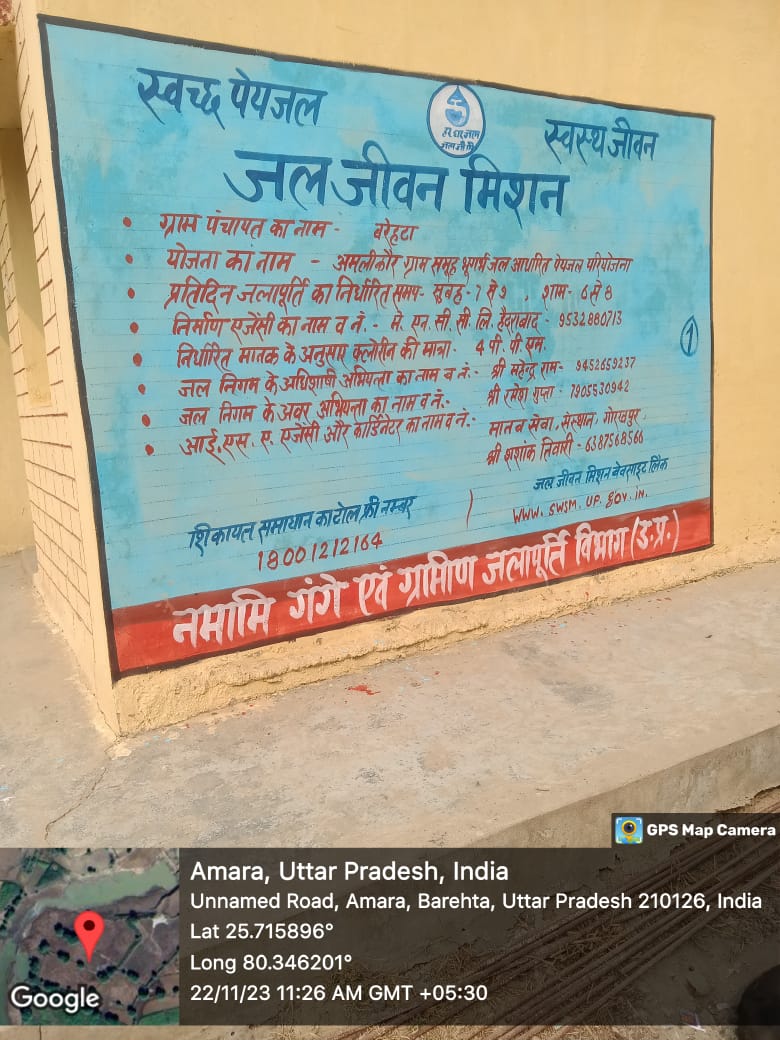 स्वच्छ पेयजल
हर घर जल
स्वस्थ जीवन
जल जीवन मिशन
• ग्राम पंचायत का नाम - बरेहटा
• योजना का नाम - अमलीकौर ग्राम समूह भूगर्भ जल आधारित पेयजल परियोजना
• प्रतिदिन जलापूर्ति का निर्धारित समय- सुबह- 7 से 9 , शाम- 6 से 8
• निर्माण एजेंसी का नाम व नं. - मे. एन. सी. सी. लि. हैदराबाद - 9532880713
• निर्धारित मानक के अनुसार क्लोरीन की मात्रा - 4 पी. पी. एम.
• जल निगम के अधिशाषी अभियन्ता का नाम व नं.- श्री महेन्द्र राम- 9452659237
• जल निगम के अवर अभियन्ता का नाम व नं.- श्री रमेश गुप्ता - 7905530942
• आई.एस. ए. एजेंसी और कार्डिनेटर का नाम व नं.- मानव सेवा, संस्थान, गोरखपुर
श्री शशांक तिवारी - 6387568566
1
शिकायत समाधान का टोल फ्री नम्बर
18001212164
जल जीवन मिशन वेबसाइट लिंक
WWW. SWSM. UP. GOV. IN.
नमामि गंगे एवं ग्रामीण जलापूर्ति विभाग (उ.प्र.)
GPS Map Camera
Amara, Uttar Pradesh, India
Unnamed Road, Amara, Barehta, Uttar Pradesh 210126, India
Lat 25.715896°
Long 80.346201°
22/11/23 11:26 AM GMT +05:30
Google